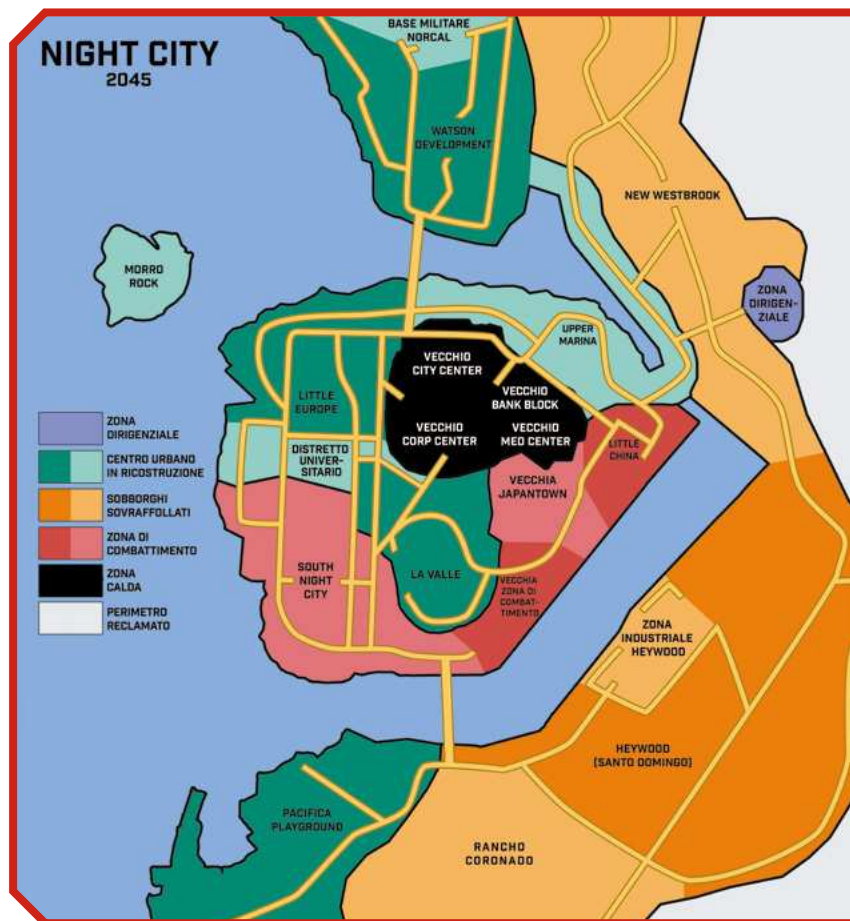 NIGHT CITY
2045
BASE MILITARE
NORCAL
WATSON
DEVELOPMENT
NEW WESTBROOK
MORRO
ROCK
ZONA
DIRIGEN-
ZIALE
UPPER
MARINA
VECCHIO
CITY CENTER
VECCHIO
BANK BLOCK
LITTLE
EUROPE
VECCHIO
CORP CENTER
VECCHIO
MED CENTER
LITTLE
CHINA
DISTRETTO
UNIVER-
SITARIO
VECCHIA
JAPANTOWN
SOUTH
NIGHT
CITY
LA VALLE
VECCHIA
ZONA DI
COMBAT-
TIMENTO
ZONA
INDUSTRIALE
HEYWOOD
HEYWOOD
(SANTO DOMINGO)
PACIFICA
PLAYGROUND
RANCHO
CORONADO
ZONA
DIRIGENZIALE
CENTRO URBANO
IN RICOSTRUZIONE
SOBBORGHI
SOVRAFFOLLATI
ZONA DI
COMBATTIMENTO
ZONA
CALDA
PERIMETRO
RECLAMATO